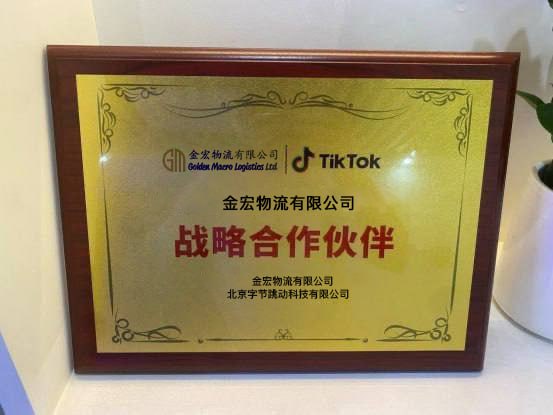 GM 金宏物流有限公司 TikTok
Golden Macro Logistics Ltd
金宏物流有限公司
战略合作伙伴
金宏物流有限公司
北京字节跳动科技有限公司